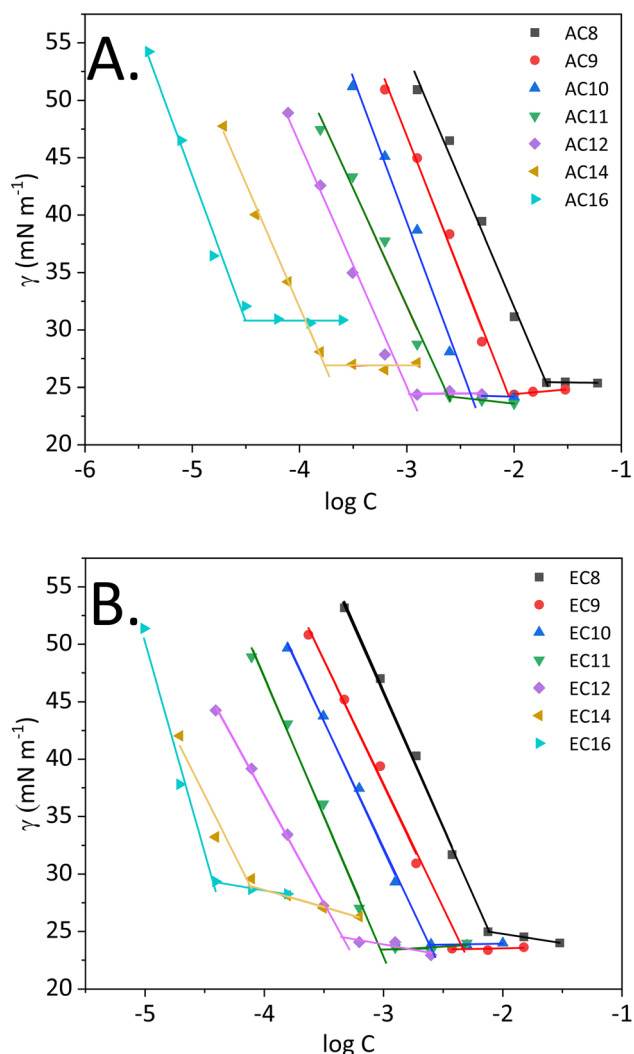 A.
55
50
45
40
35
30
25
20
γ (mN m⁻¹)
AC8
AC9
AC10
AC11
AC12
AC14
AC16
-6 -5 -4 -3 -2 -1
log C
B.
55
50
45
40
35
30
25
20
γ (mN m⁻¹)
EC8
EC9
EC10
EC11
EC12
EC14
EC16
-5 -4 -3 -2 -1
log C